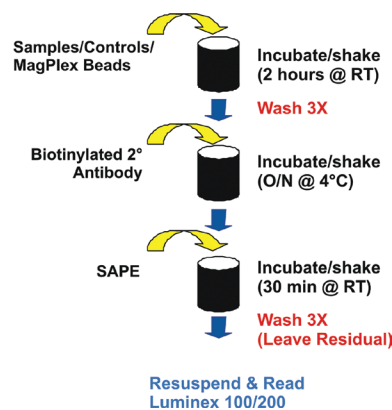 Samples/Controls/
MagPlex Beads
Incubate/shake
(2 hours @ RT)
Wash 3X
Biotinylated 2°
Antibody
Incubate/shake
(O/N @ 4°C)
SAPE
Incubate/shake
(30 min @ RT)
Wash 3X
(Leave Residual)
Resuspend & Read
Luminex 100/200